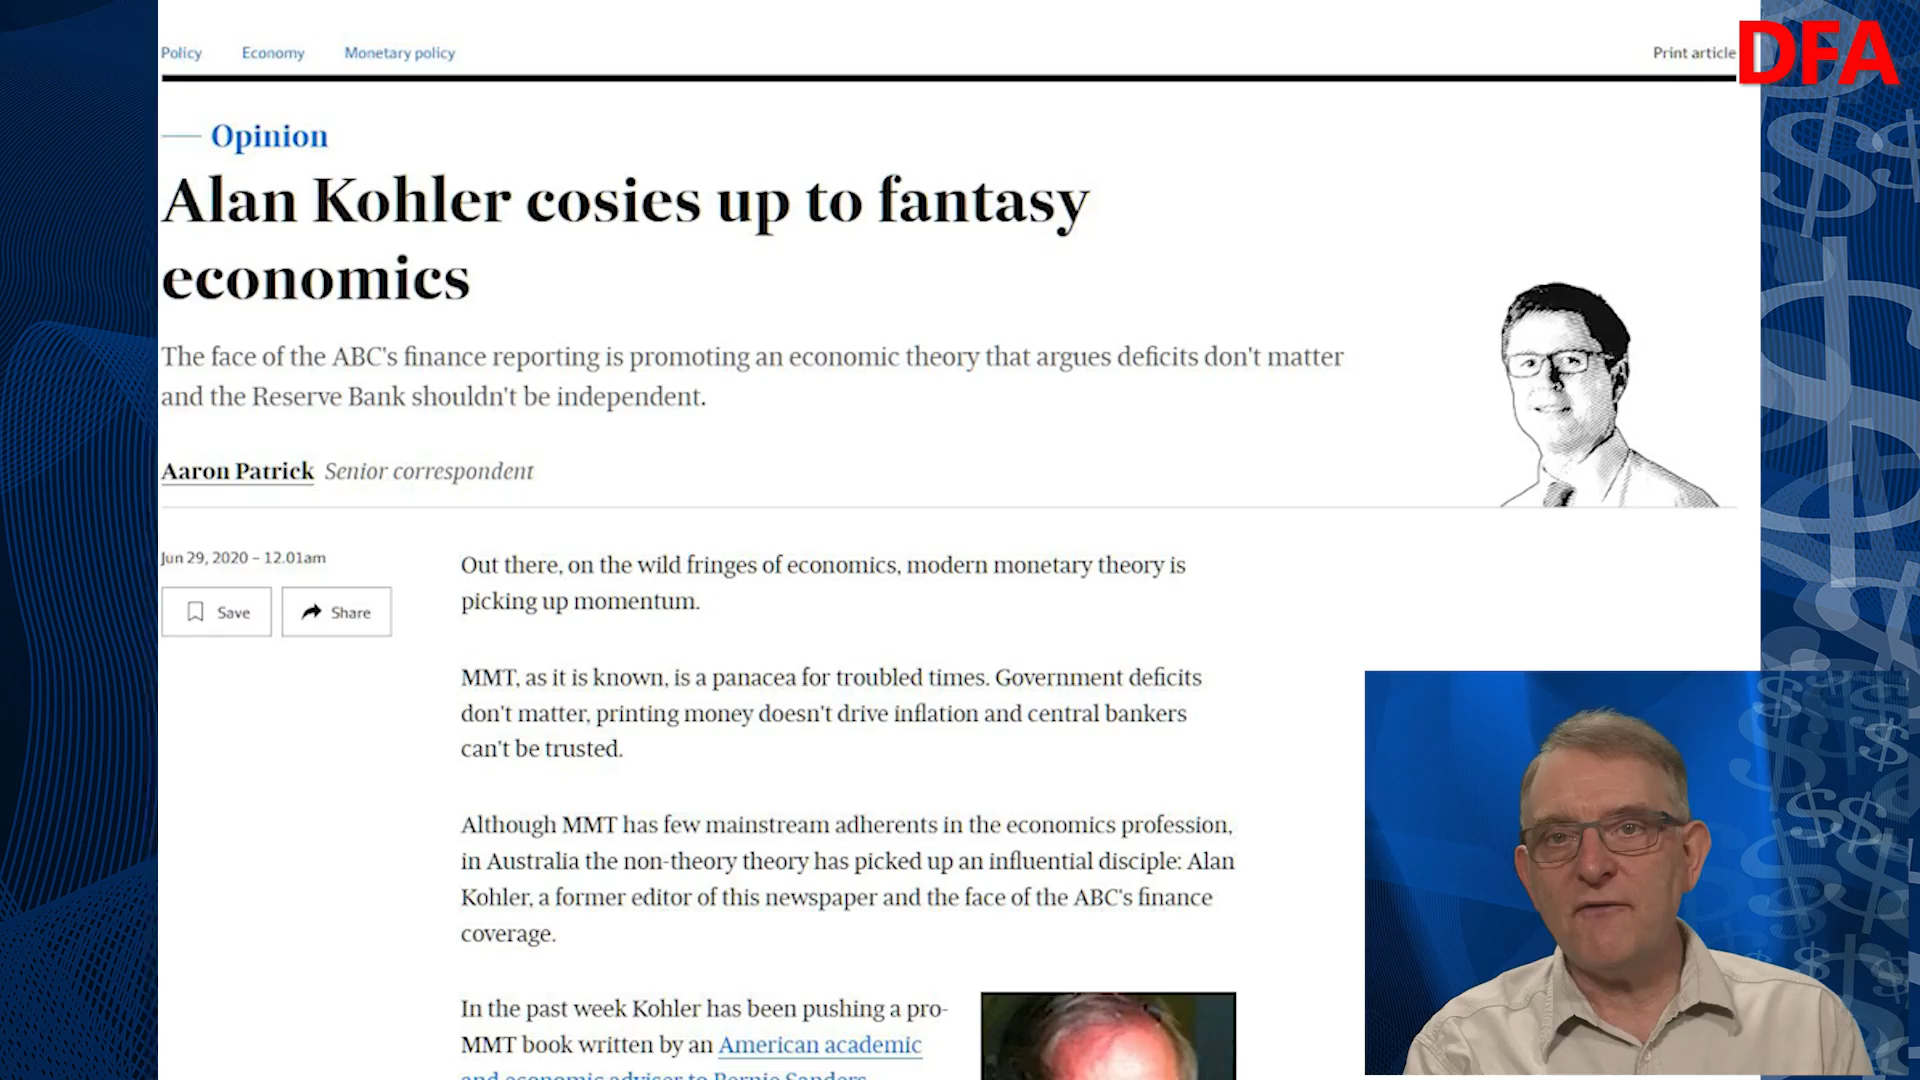 Policy Economy Monetary policy Print article
DFA
Opinion
Alan Kohler cosies up to fantasy
economics
The face of the ABC's finance reporting is promoting an economic theory that argues deficits don't matter
and the Reserve Bank shouldn't be independent.
Aaron Patrick Senior correspondent
Jun 29, 2020 – 12.01am
Save Share
Out there, on the wild fringes of economics, modern monetary theory is
picking up momentum.
MMT, as it is known, is a panacea for troubled times. Government deficits
don't matter, printing money doesn't drive inflation and central bankers
can't be trusted.
Although MMT has few mainstream adherents in the economics profession,
in Australia the non-theory theory has picked up an influential disciple: Alan
Kohler, a former editor of this newspaper and the face of the ABC's finance
coverage.
In the past week Kohler has been pushing a pro-
MMT book written by an American academic
and economic adviser to Bernie Sanders